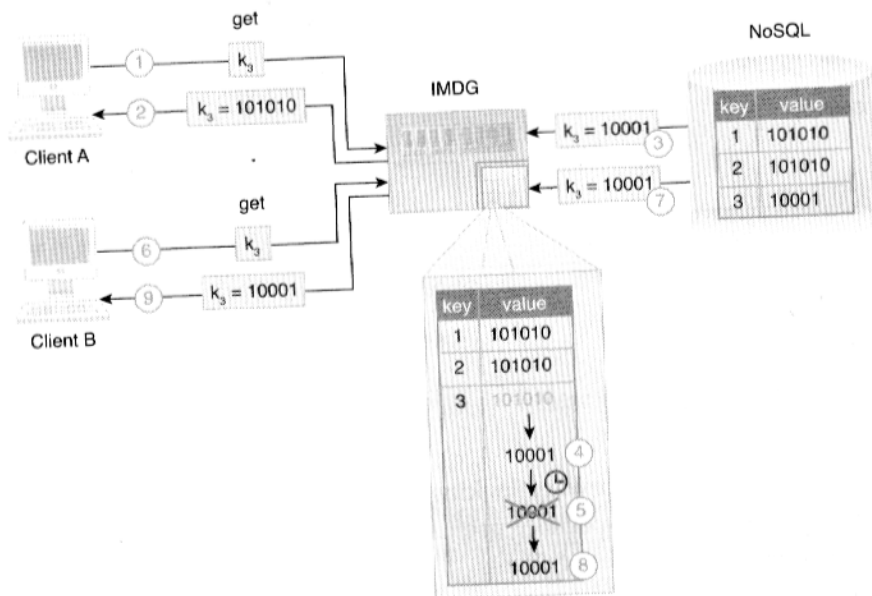 get
NoSQL
1
k₃
IMDG
2
k₃ = 101010
k₃ = 10001
3
key value
1 101010
2 101010
3 10001
Client A
get
k₃ = 10001
7
6
k₃
9
k₃ = 10001
Client B
key value
1 101010
2 101010
3 101010
10001 4
10001 5
10001 8